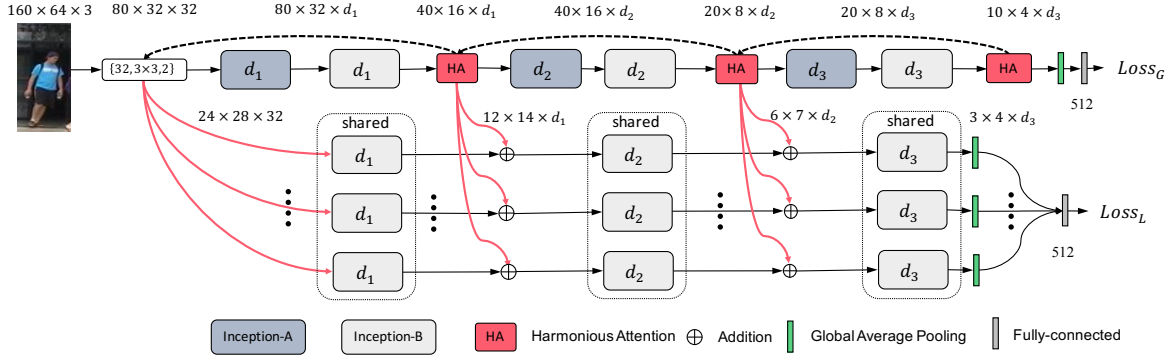 160 × 64 × 3 80 × 32 × 32 80 × 32 × d₁ 40 × 16 × d₁ 40 × 16 × d₂ 20 × 8 × d₂ 20 × 8 × d₃ 10 × 4 × d₃
{32,3×3,2} d₁ d₁ HA d₂ d₂ HA d₃ d₃ HA Loss_G
512
24 × 28 × 32 shared 12 × 14 × d₁ shared 6 × 7 × d₂ shared 3 × 4 × d₃
d₁ d₂ d₃
d₁ d₂ d₃ Loss_L
512
d₁ d₂ d₃
Inception-A Inception-B HA Harmonious Attention Addition Global Average Pooling Fully-connected